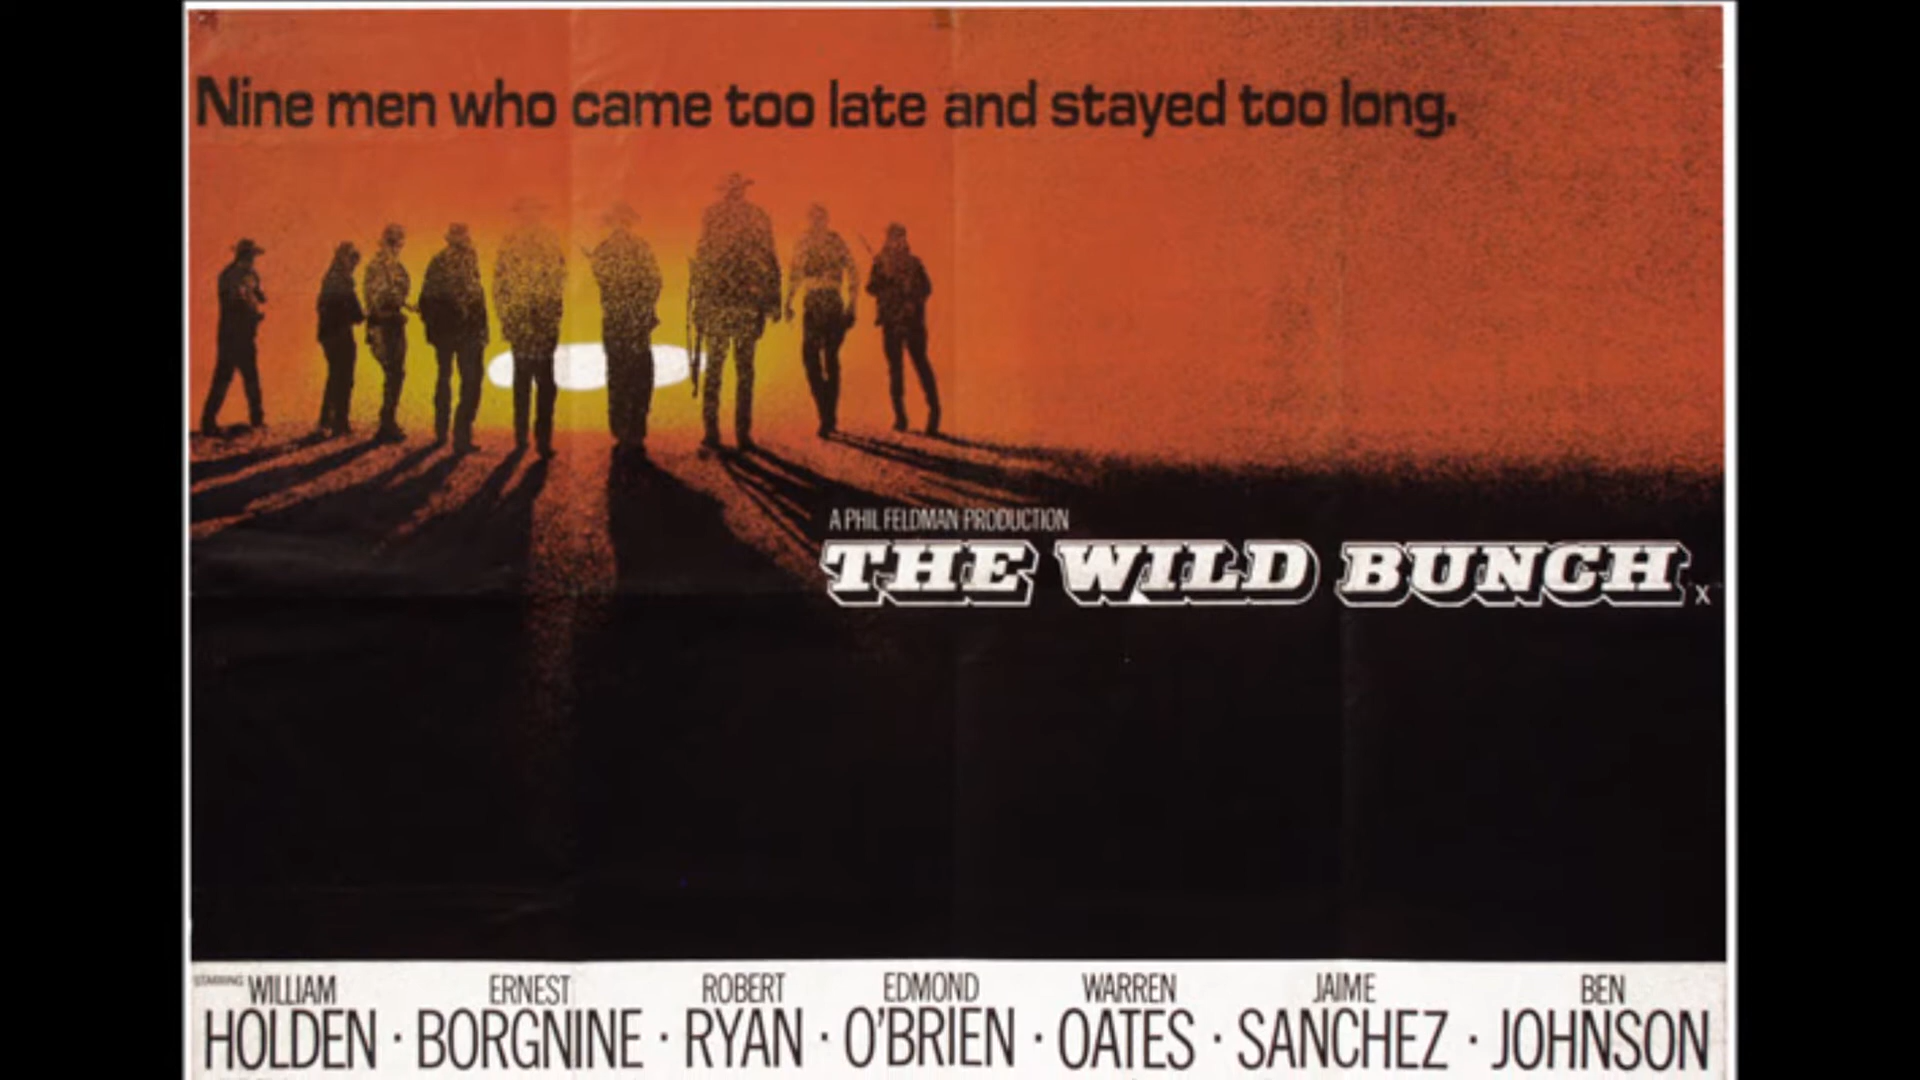 Nine men who came too late and stayed too long.
A PHIL FELDMAN PRODUCTION
THE WILD BUNCH X
STARRING WILLIAM HOLDEN · ERNEST BORGNINE · ROBERT RYAN · EDMOND O'BRIEN · WARREN OATES · JAIME SANCHEZ · BEN JOHNSON